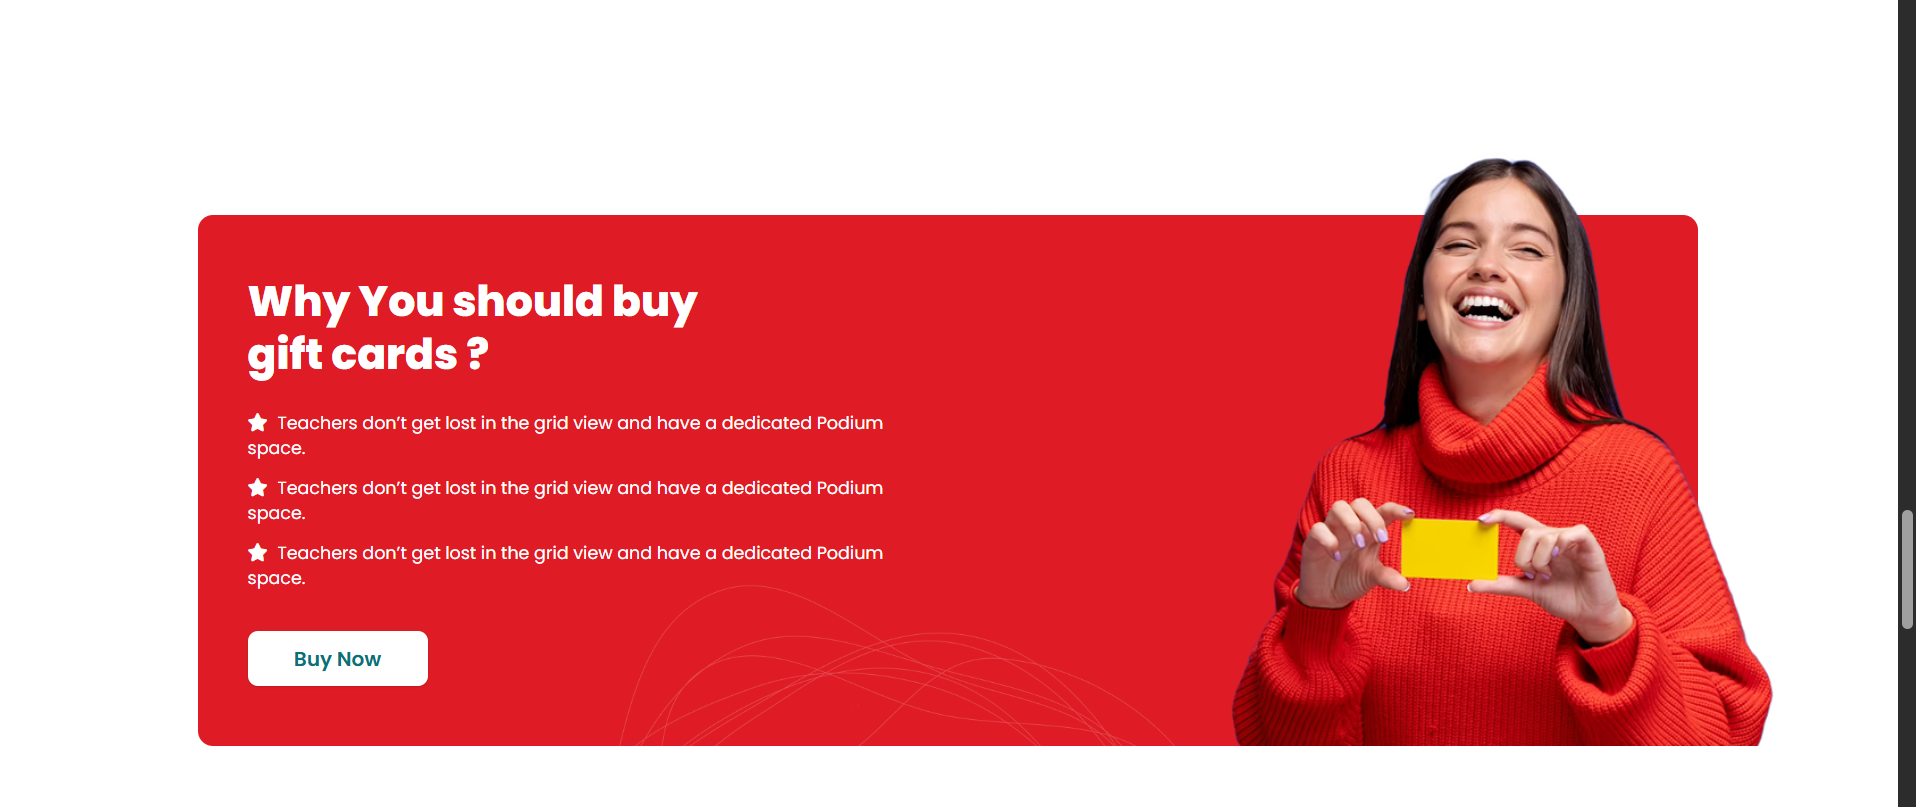 Why You should buy
gift cards ?
Teachers don’t get lost in the grid view and have a dedicated Podium
space.
Teachers don’t get lost in the grid view and have a dedicated Podium
space.
Teachers don’t get lost in the grid view and have a dedicated Podium
space.
Buy Now